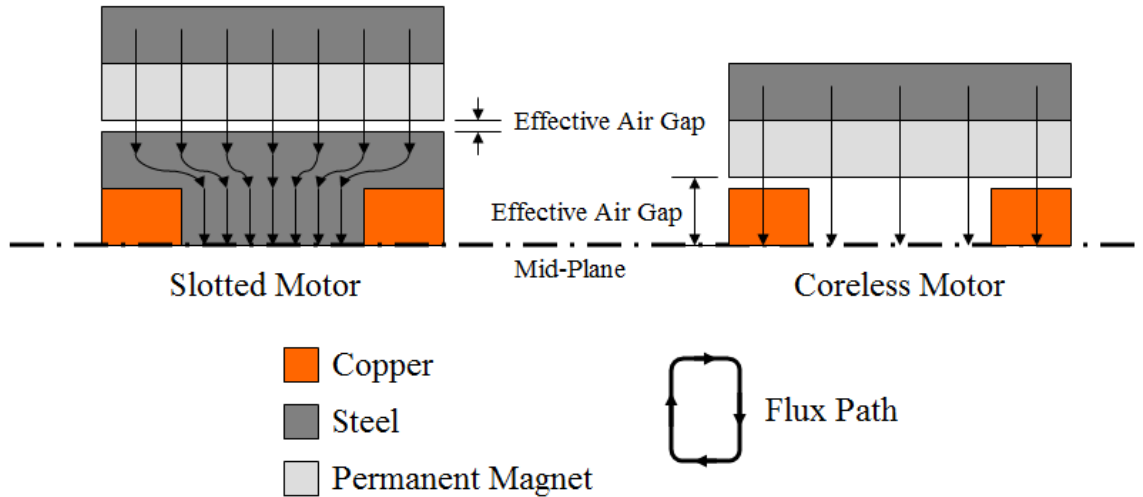 Effective Air Gap
Effective Air Gap
Mid-Plane
Slotted Motor
Coreless Motor
Copper
Steel
Permanent Magnet
Flux Path